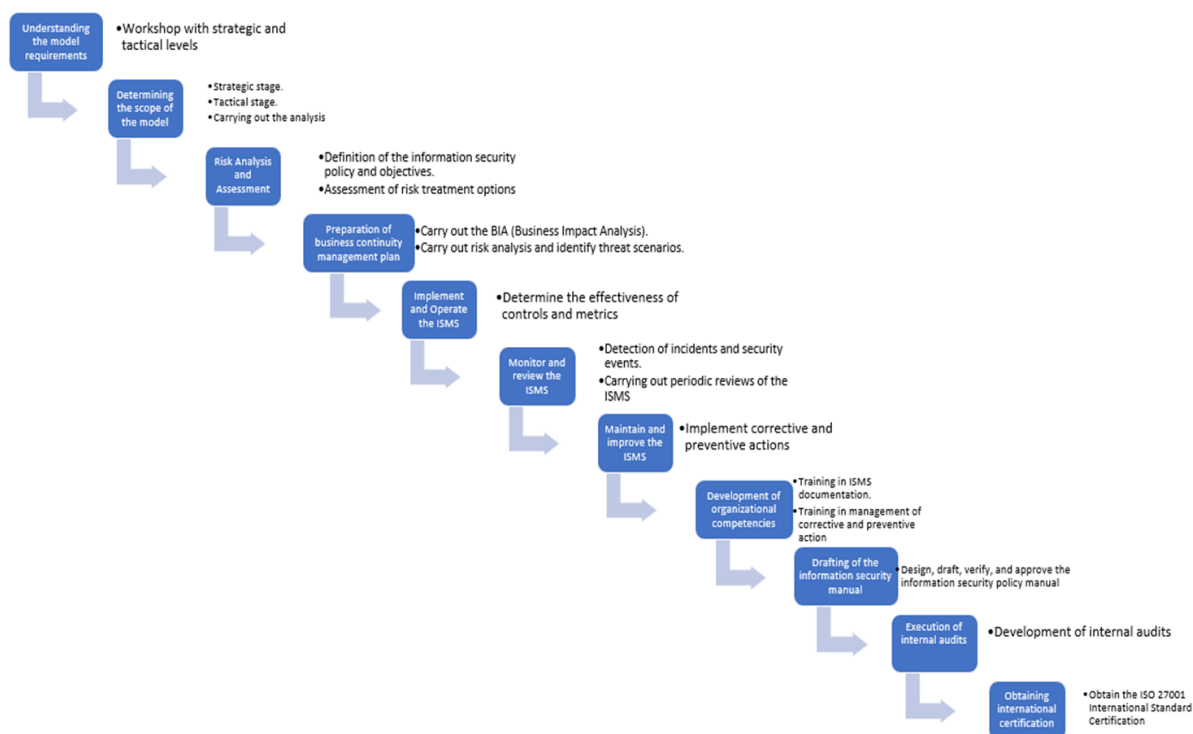 Understanding
the model
requirements
•Workshop with strategic and
tactical levels
Determining
the scope of
the model
•Strategic stage.
•Tactical stage.
•Carrying out the analysis
Risk Analysis
and
Assessment
•Definition of the information security
policy and objectives.
•Assessment of risk treatment options
Preparation of
business continuity
management plan
•Carry out the BIA (Business Impact Analysis).
•Carry out risk analysis and identify threat scenarios.
Implement
and Operate
the ISMS
•Determine the effectiveness of
controls and metrics
Monitor and
review the
ISMS
•Detection of incidents and security
events.
•Carrying out periodic reviews of the
ISMS
Maintain and
improve the
ISMS
•Implement corrective and
preventive actions
Development of
organizational
competencies
•Training in ISMS
documentation.
•Training in management of
corrective and preventive
action
Drafting of the
information security
manual
•Design, draft, verify, and approve the
information security policy manual
Execution of
internal audits
•Development of internal audits
Obtaining
international
certification
•Obtain the ISO 27001
International Standard
Certification